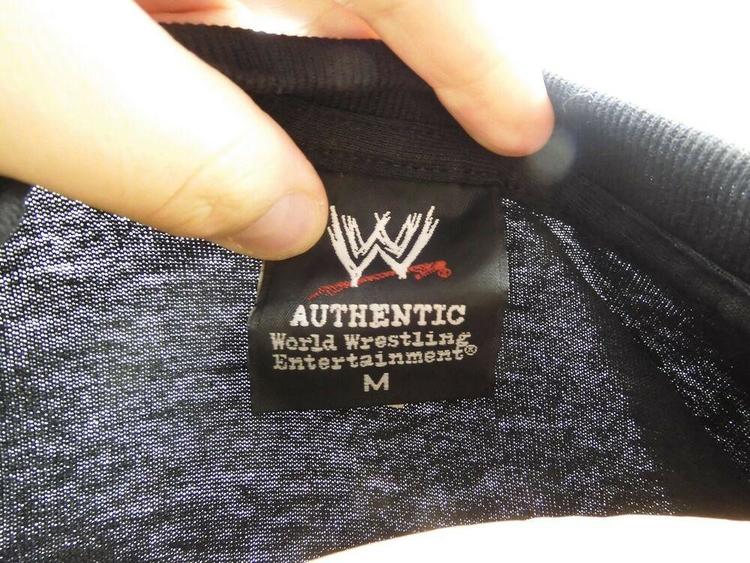 W
AUTHENTIC
World Wrestling
Entertainment®
M